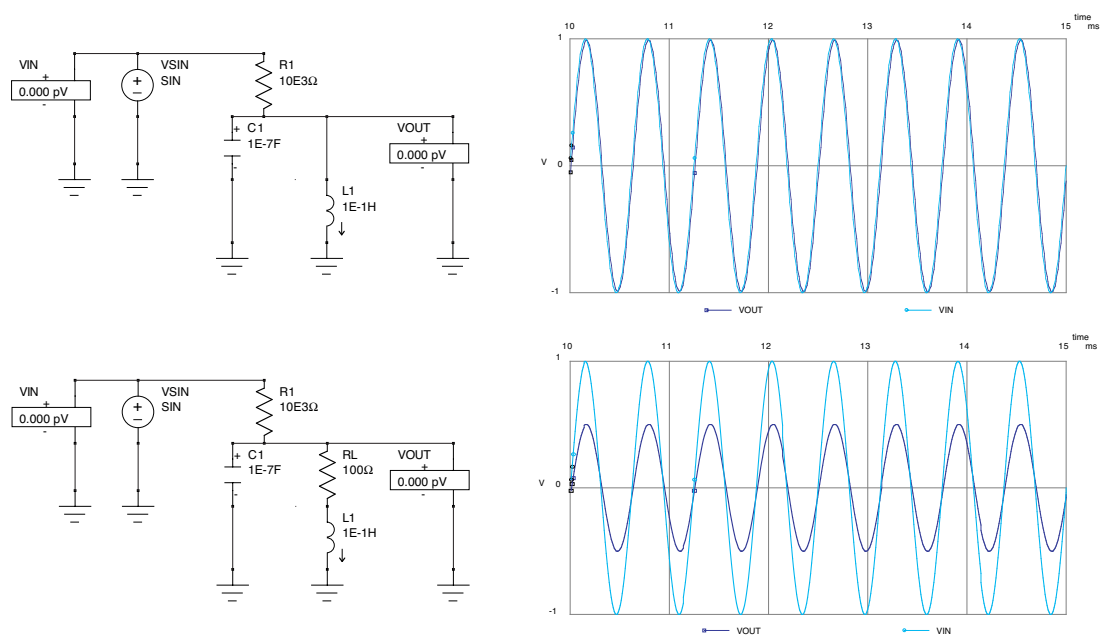 VIN
+
0.000 pV
-
VSIN
SIN
+
−
R1
10E3Ω
+ C1
1E-7F
-
VOUT
+
0.000 pV
-
L1
1E-1H
10 11 12 13 14 15
time
ms
1
V 0
-1
VOUT VIN
VIN
+
0.000 pV
-
VSIN
SIN
+
−
R1
10E3Ω
+ C1
1E-7F
-
RL
100Ω
VOUT
+
0.000 pV
-
L1
1E-1H
10 11 12 13 14 15
time
ms
1
V 0
-1
VOUT VIN